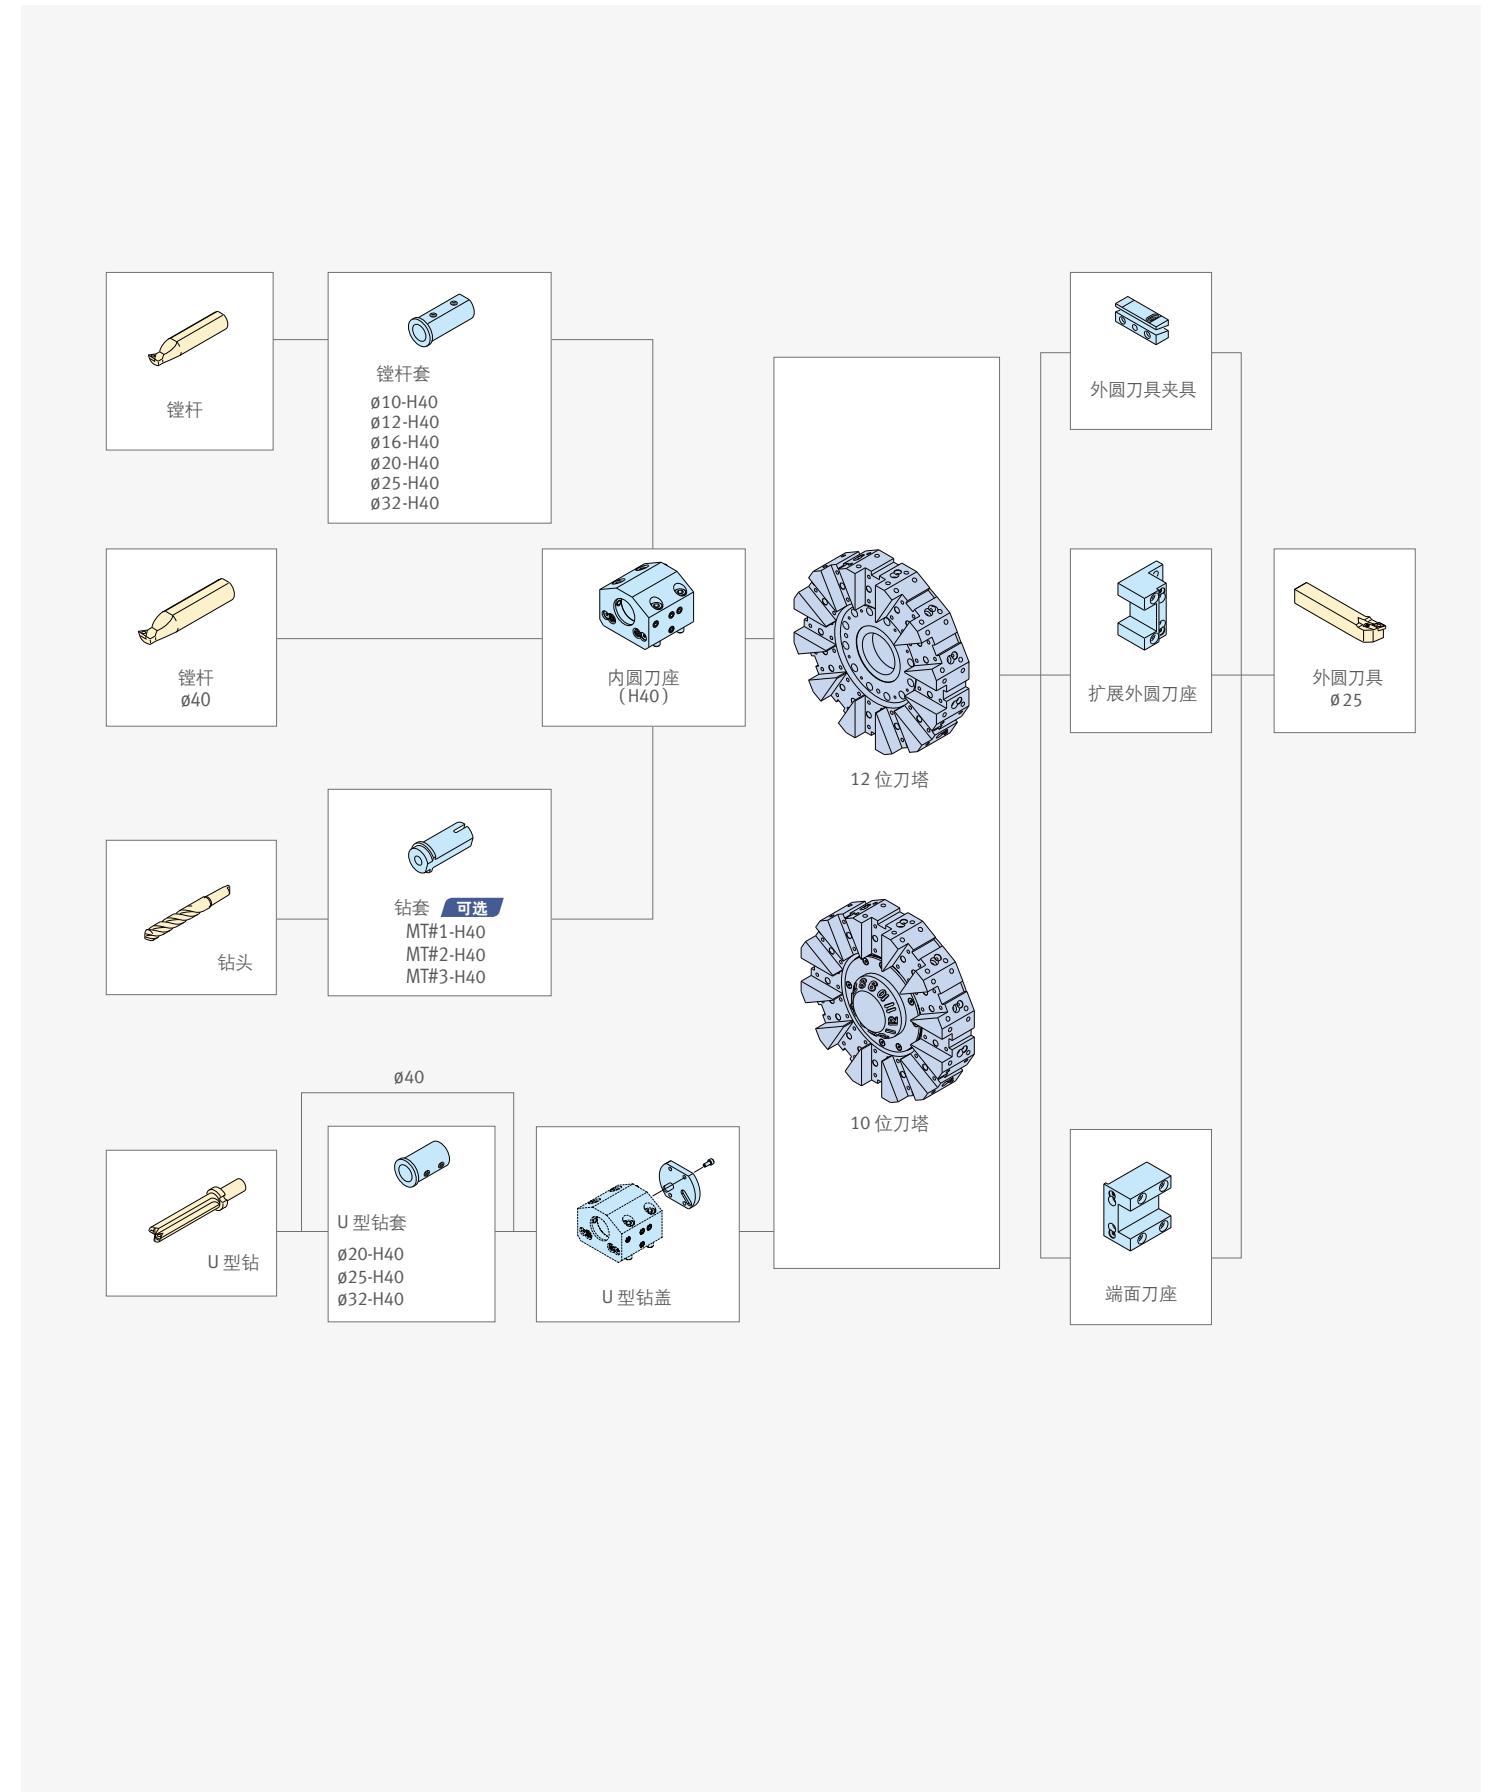 镗杆
镗杆套
ø10-H40
ø12-H40
ø16-H40
ø20-H40
ø25-H40
ø32-H40
外圆刀具夹具
镗杆
ø40
内圆刀座
(H40)
12 位刀塔
扩展外圆刀座
外圆刀具
ø25
钻头
钻套 可选
MT#1-H40
MT#2-H40
MT#3-H40
10 位刀塔
ø40
U 型钻
U 型钻套
ø20-H40
ø25-H40
ø32-H40
U 型钻盖
端面刀座